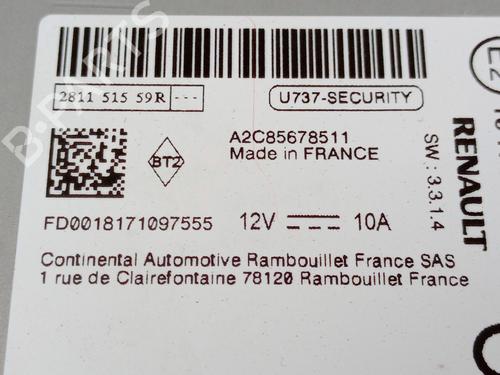 2811 515 59R ---
U737-SECURITY
BT2
A2C85678511
Made in FRANCE
FD0018171097555 12V 10A
Continental Automotive Rambouillet France SAS
1 rue de Clairefontaine 78120 Rambouillet France
RENAULT
SW : 3.3.1.4
B-PARTS